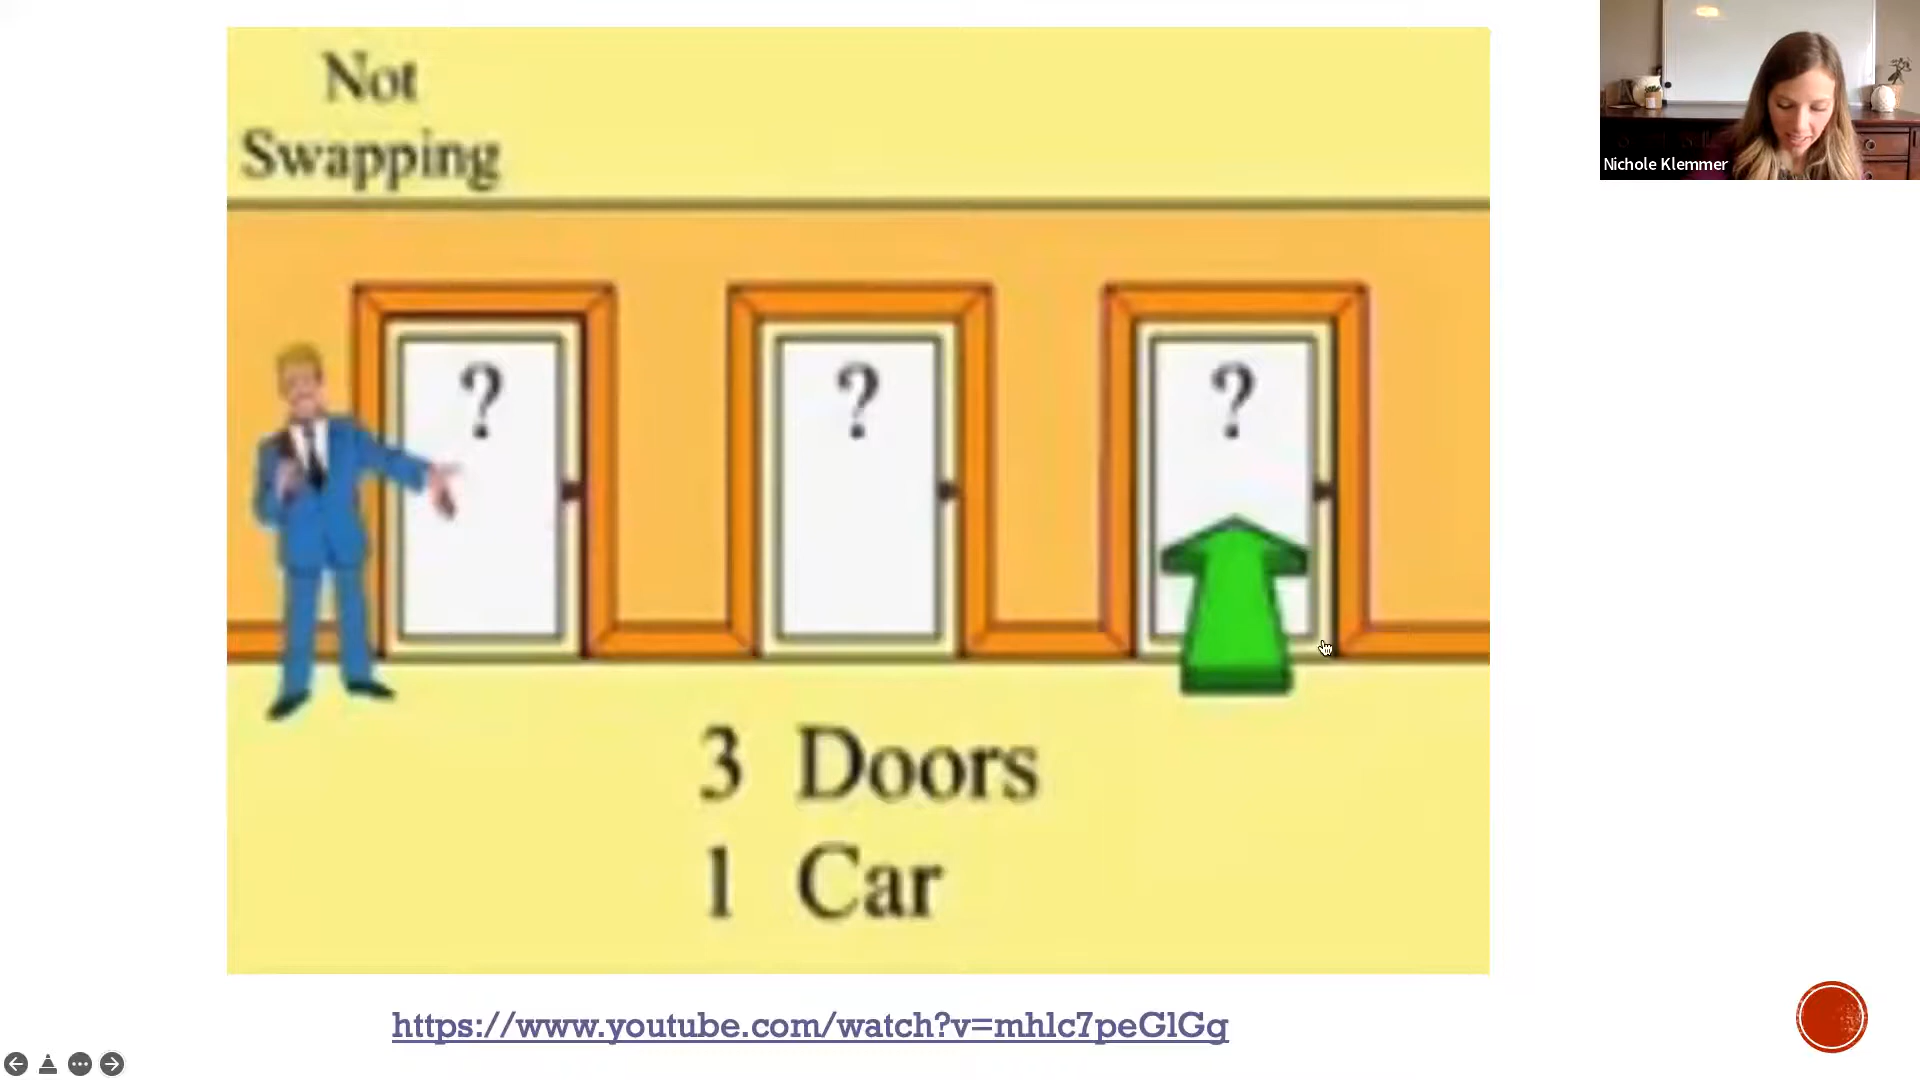 Not
Swapping
? ? ?
3 Doors
1 Car
https://www.youtube.com/watch?v=mhlc7peGlGg
Nichole Klemmer